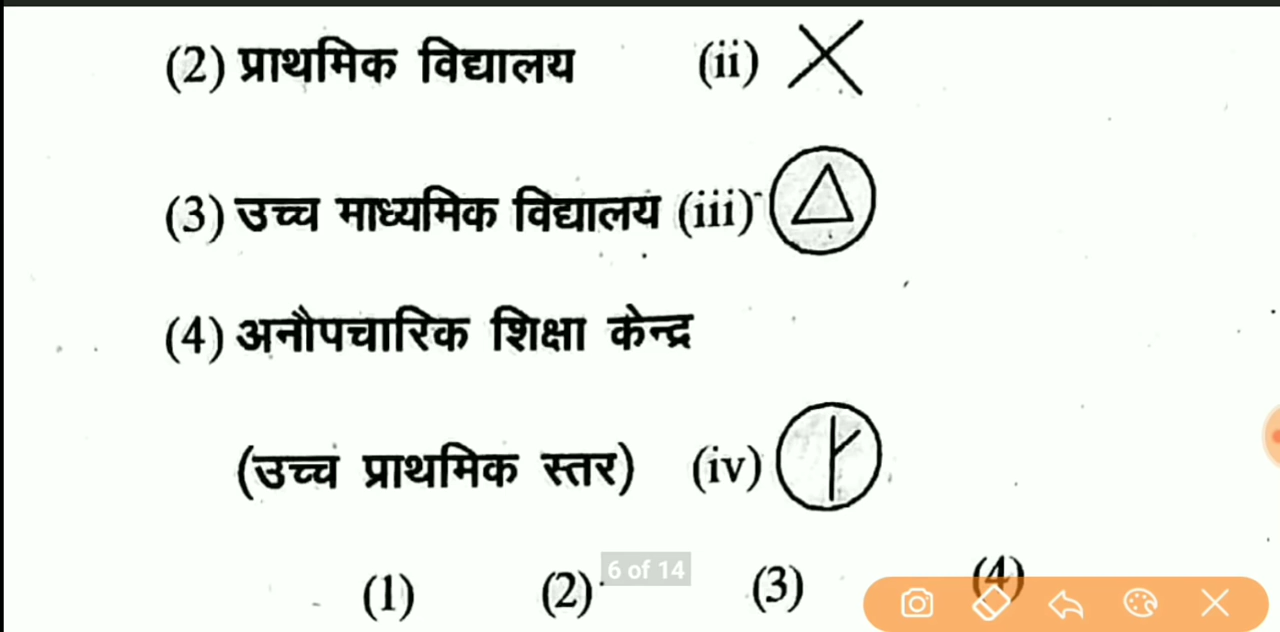 (2) प्राथमिक विद्यालय (ii)
(3) उच्च माध्यमिक विद्यालय (iii)
(4) अनौपचारिक शिक्षा केन्द्र
(उच्च प्राथमिक स्तर) (iv)
6 of 14
(1) (2) (3) (4)